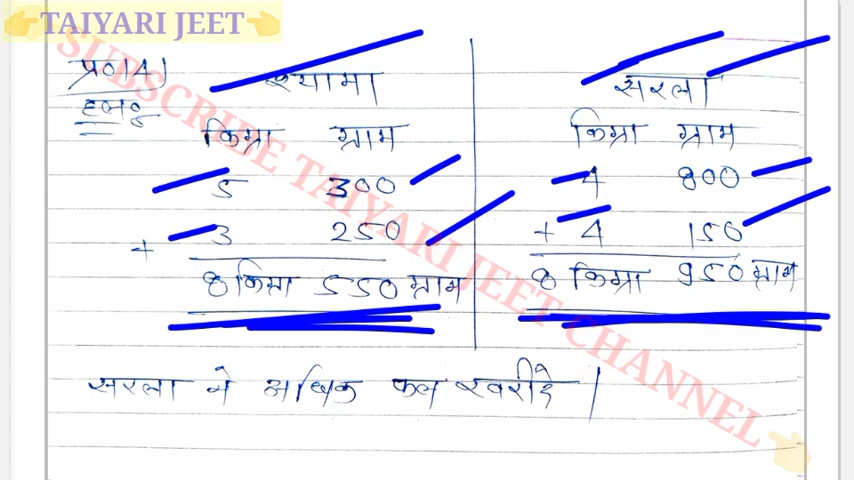 👉TAIYARI JEET👈
SUBSCRIBE TAIYARI JEET CHANNEL👈
प्र०14)
हल॰
श्यामा
किग्रा ग्राम
5 300
+ 3 250
8 किग्रा 550 ग्राम
सरला
किग्रा ग्राम
4 800
+ 4 150
8 किग्रा 950 ग्राम
सरला ने अधिक फल खरीदे।